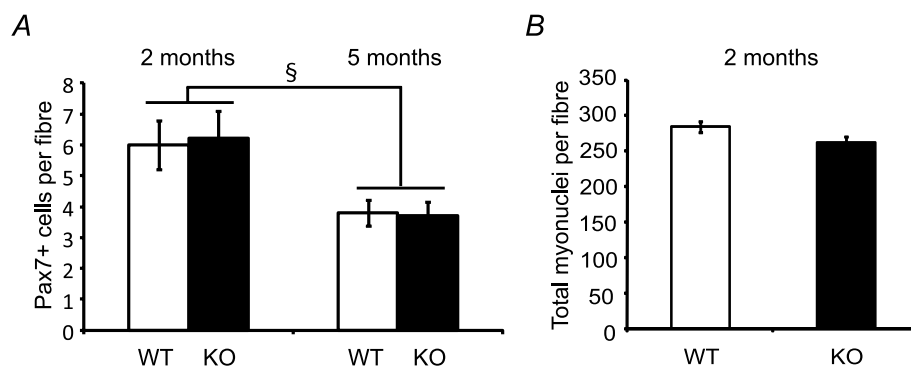 A
2 months
5 months
§
Pax7+ cells per fibre
8
7
6
5
4
3
2
1
0
WT
KO
WT
KO
B
2 months
Total myonuclei per fibre
350
300
250
200
150
100
50
0
WT
KO